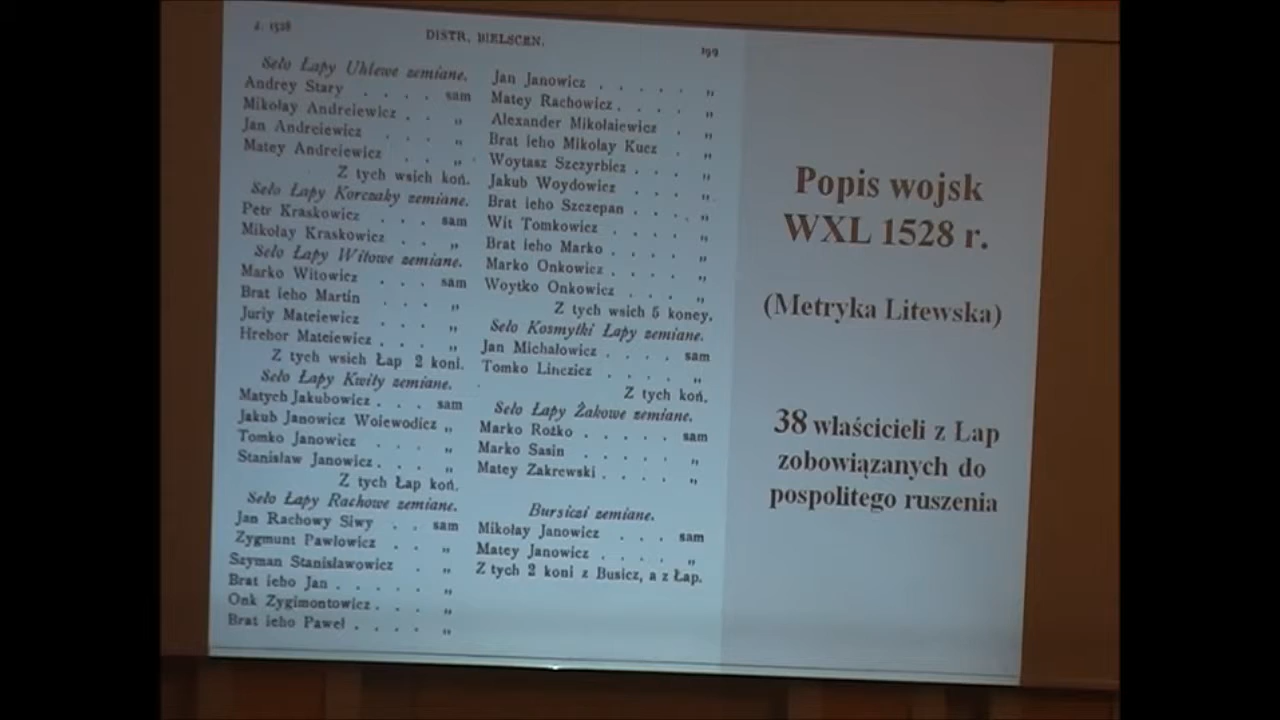 A. 1528
DISTR. BIELSCEN.
199
Seło Łapy Uhlewe zemiane.
Andrey Stary . . . . sam
Mikołay Andreiewicz . . „
Jan Andreiewicz . . „
Matey Andreiewicz . . „
Z tych wsich koń.
Seło Łapy Korczaky zemiane.
Petr Kraskowicz . . . sam
Mikołay Kraskowicz . . „
Seło Łapy Witowe zemiane.
Marko Witowicz . . . sam
Brat ieho Martin . . . „
Juriy Mateiewicz . . . „
Hrehor Mateiewicz . . . „
Z tych wsich Łap 2 koni.
Seło Łapy Kwity zemiane.
Matych Jakubowicz . . . sam
Jakub Janowicz Wolewodicz „
Tomko Janowicz . . . „
Stanisław Janowicz . . . „
Z tych Łap koń.
Seło Łapy Rachowe zemiane.
Jan Rachowy Siwy . . sam
Zygmunt Pawłowicz . . „
Szyman Stanisławowicz . „
Brat ieho Jan . . . . „
Onk Zygimontowicz . . . „
Brat ieho Paweł . . . . „
Jan Janowicz . . . . . „
Matey Rachowicz . . . . „
Alexander Mikołaiewicz . „
Brat ieho Mikołay Kucz . „
Woytasz Szczyrbicz . . . „
Jakub Woydowicz . . . . „
Brat ieho Szczepan . . . . „
Wit Tomkowicz . . . . „
Brat ieho Marko . . . . „
Marko Onkowicz . . . . „
Woytko Onkowicz . . . „
Z tych wsich 5 koney.
Seło Kosmytki Łapy zemiane.
Jan Michałowicz . . . . sam
Tomko Linczicz . . . . „
Z tych koń.
Seło Łapy Żakowe zemiane.
Marko Rożko . . . . . sam
Marko Sasin . . . . . „
Matey Zakrewski . . . . „
Bursiczi zemiane.
Mikołay Janowicz . . . sam
Matey Janowicz . . . . „
Z tych 2 koni z Busicz, a z Łap.
Popis wojsk
WXL 1528 r.
(Metryka Litewska)
38 właścicieli z Lap
zobowiązanych do
pospolitego ruszenia